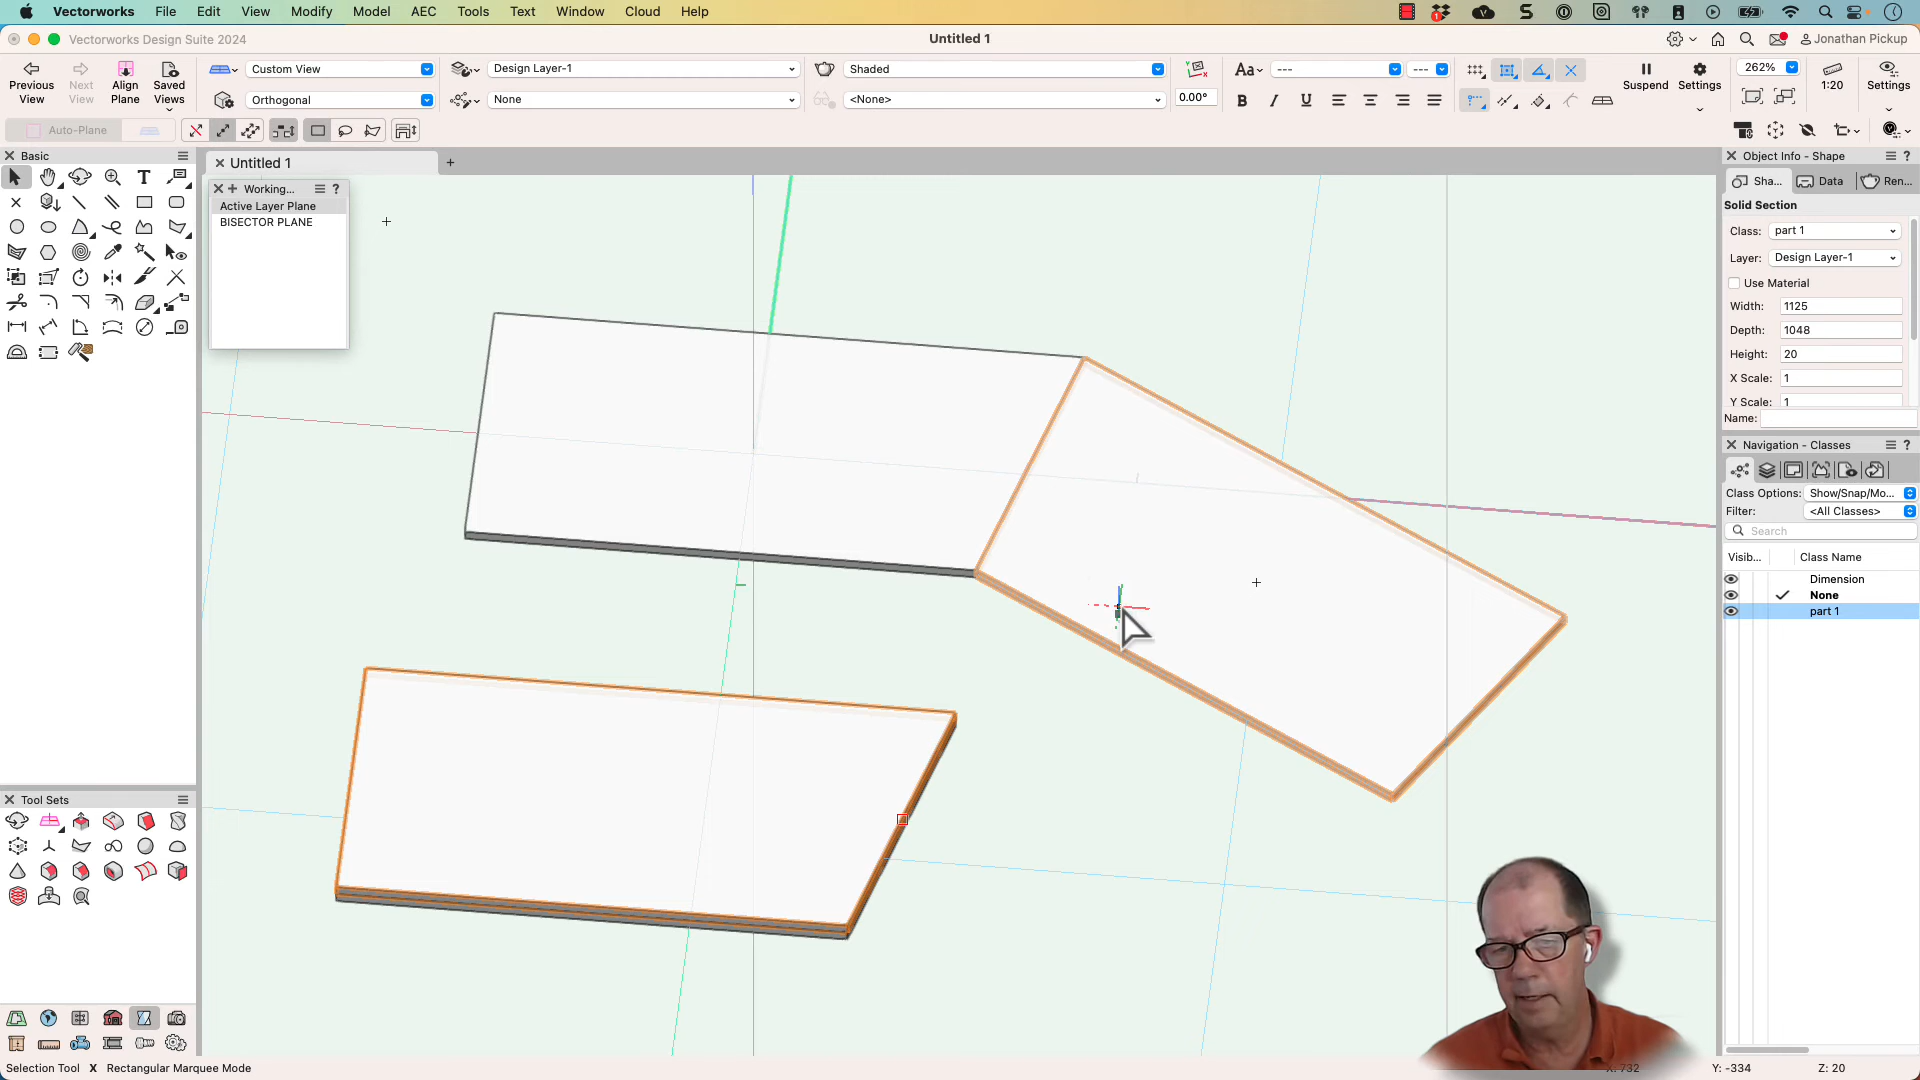 Vectorworks File Edit View Modify Model AEC Tools Text Window Cloud Help
Vectorworks Design Suite 2024
Untitled 1
Jonathan Pickup
Previous View
Next View
Align Plane
Saved Views
Custom View
Orthogonal
Design Layer-1
None
Shaded
<None>
0.00°
Aa
---
---
B I U
Suspend
Settings
262%
1:20
Settings
Auto-Plane
Basic
Untitled 1
Working...
Active Layer Plane
BISECTOR PLANE
Tool Sets
Object Info - Shape
Sha...
Data
Ren...
Solid Section
Class: part 1
Layer: Design Layer-1
Use Material
Width: 1125
Depth: 1048
Height: 20
X Scale: 1
Y Scale: 1
Name:
Navigation - Classes
Class Options: Show/Snap/Mo...
Filter: <All Classes>
Search
Visib... Class Name
Dimension
None
part 1
Selection Tool X Rectangular Marquee Mode
X: 732
Y: -334
Z: 20